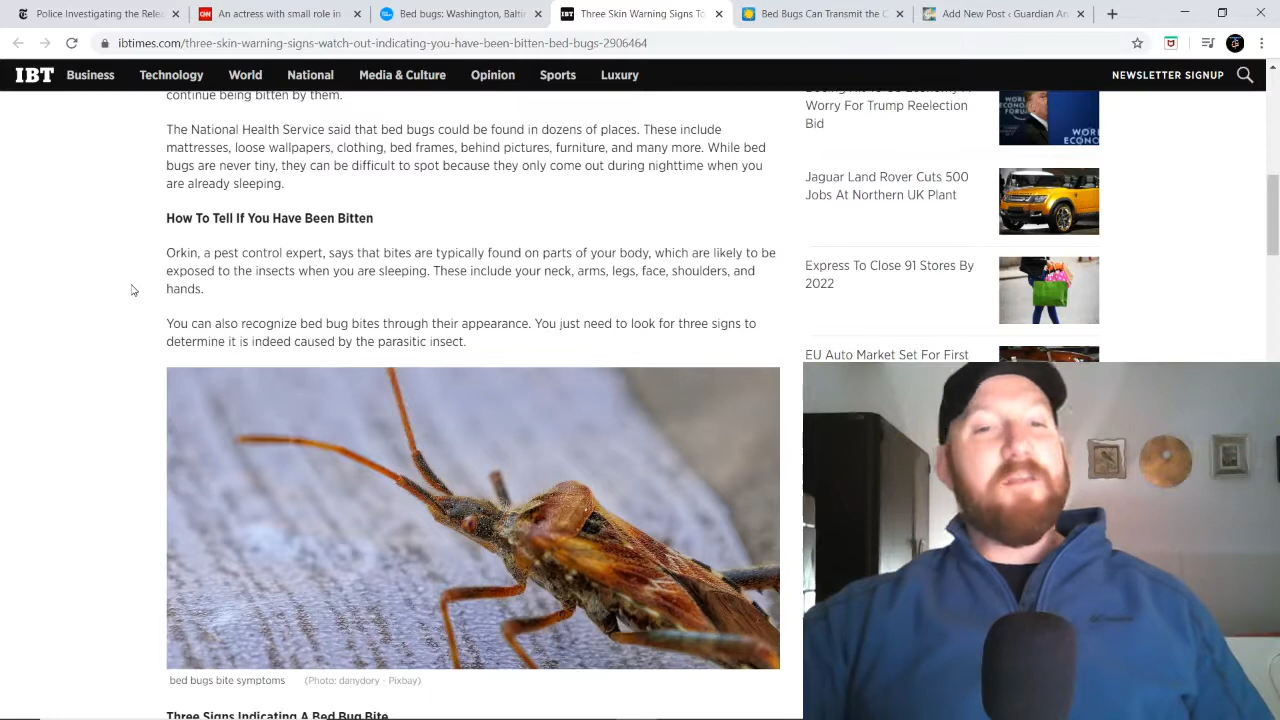 Police Investigating the Rele
An actress with small role in
Bed bugs: Washington, Baltin
IBT Three Skin Warning Signs To
Bed Bugs Can Transmit the C
Add New Post ‹ Guardian An
ibtimes.com/three-skin-warning-signs-watch-out-indicating-you-have-been-bitten-bed-bugs-2906464
IBT Business Technology World National Media & Culture Opinion Sports Luxury NEWSLETTER SIGNUP
continue being bitten by them.
The National Health Service said that bed bugs could be found in dozens of places. These include
mattresses, loose wallpapers, clothes, bed frames, behind pictures, furniture, and many more. While bed
bugs are never tiny, they can be difficult to spot because they only come out during nighttime when you
are already sleeping.
How To Tell If You Have Been Bitten
Orkin, a pest control expert, says that bites are typically found on parts of your body, which are likely to be
exposed to the insects when you are sleeping. These include your neck, arms, legs, face, shoulders, and
hands.
You can also recognize bed bug bites through their appearance. You just need to look for three signs to
determine it is indeed caused by the parasitic insect.
bed bugs bite symptoms (Photo: danydory - Pixbay)
Three Signs Indicating A Bed Bug Bite
Worry For Trump Reelection
Bid
Jaguar Land Rover Cuts 500
Jobs At Northern UK Plant
Express To Close 91 Stores By
2022
EU Auto Market Set For First